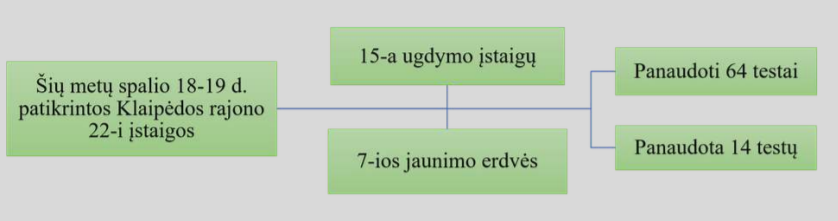 Šių metų spalio 18-19 d.
patikrintos Klaipėdos rajono
22-i įstaigos
15-a ugdymo įstaigų
7-ios jaunimo erdvės
Panaudoti 64 testai
Panaudota 14 testų